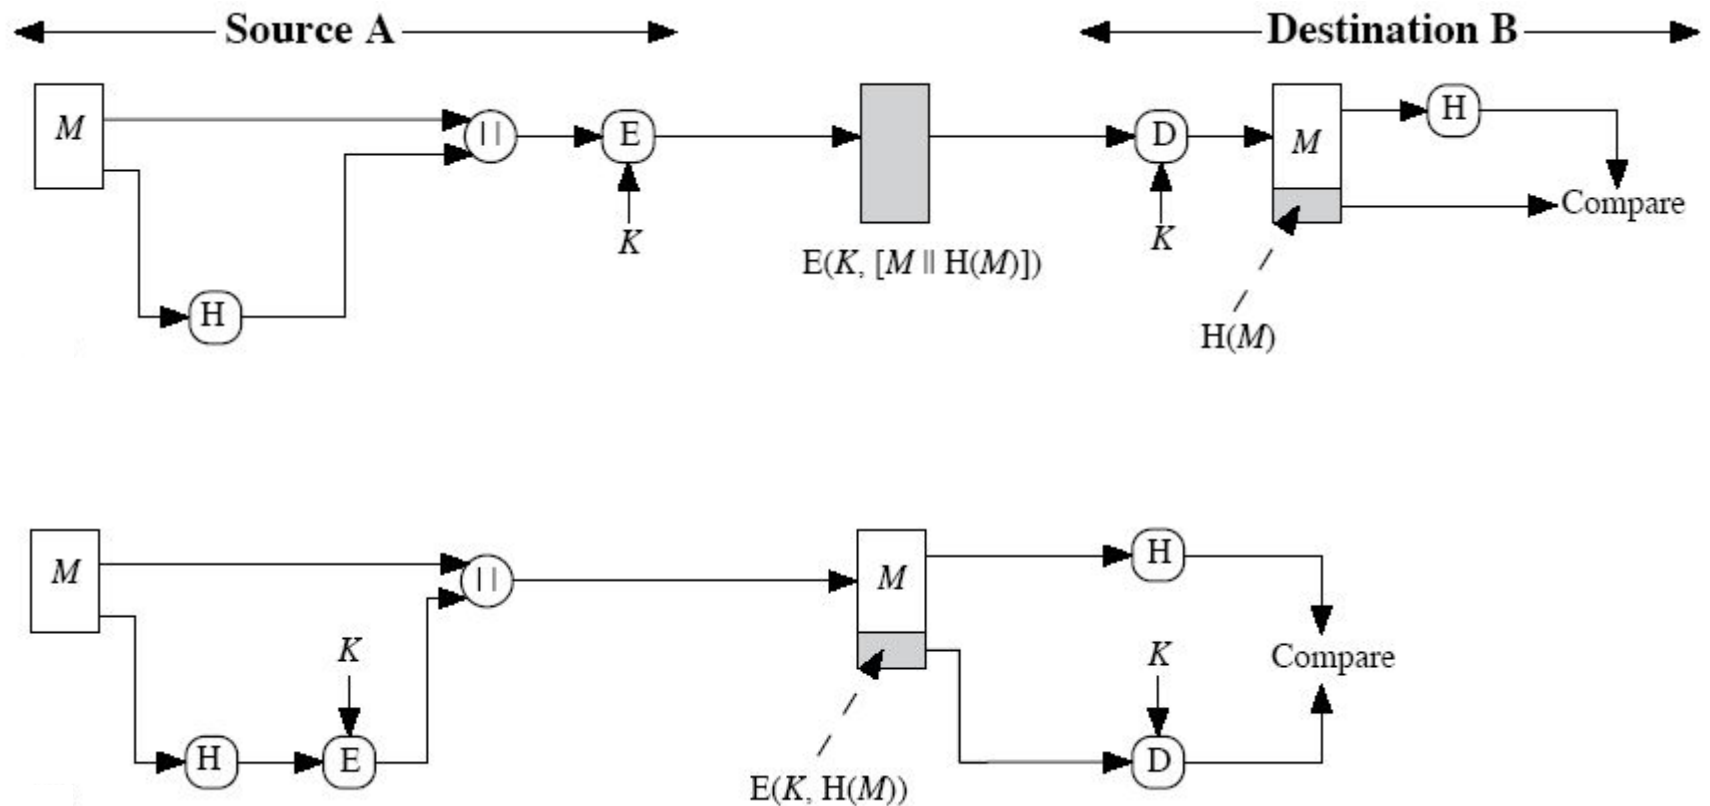 Source A
Destination B
M
||
E
D
M
H
K
K
Compare
E(K, [M || H(M)])
H
H(M)
M
||
M
H
K
K
Compare
H
E
D
E(K, H(M))